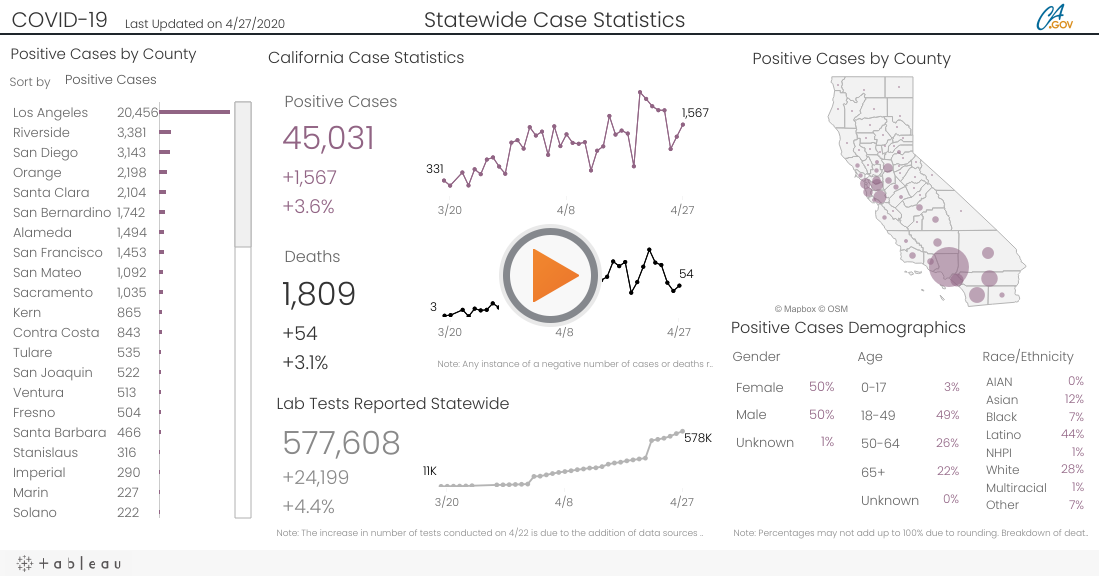 COVID-19 Last Updated on 4/27/2020
Statewide Case Statistics
CA.GOV
Positive Cases by County
Sort by Positive Cases
Los Angeles 20,456
Riverside 3,381
San Diego 3,143
Orange 2,198
Santa Clara 2,104
San Bernardino 1,742
Alameda 1,494
San Francisco 1,453
San Mateo 1,092
Sacramento 1,035
Kern 865
Contra Costa 843
Tulare 535
San Joaquin 522
Ventura 513
Fresno 504
Santa Barbara 466
Stanislaus 316
Imperial 290
Marin 227
Solano 222
California Case Statistics
Positive Cases
45,031
+1,567
+3.6%
331
1,567
3/20 4/8 4/27
Deaths
1,809
+54
+3.1%
3
54
3/20 4/8 4/27
Note: Any instance of a negative number of cases or deaths r..
Lab Tests Reported Statewide
577,608
+24,199
+4.4%
11K
578K
3/20 4/8 4/27
Note: The increase in number of tests conducted on 4/22 is due to the addition of data sources ..
Positive Cases by County
© Mapbox © OSM
Positive Cases Demographics
Gender
Female 50%
Male 50%
Unknown 1%
Age
0-17 3%
18-49 49%
50-64 26%
65+ 22%
Unknown 0%
Race/Ethnicity
AIAN 0%
Asian 12%
Black 7%
Latino 44%
NHPI 1%
White 28%
Multiracial 1%
Other 7%
Note: Percentages may not add up to 100% due to rounding. Breakdown of deat..
+ableau